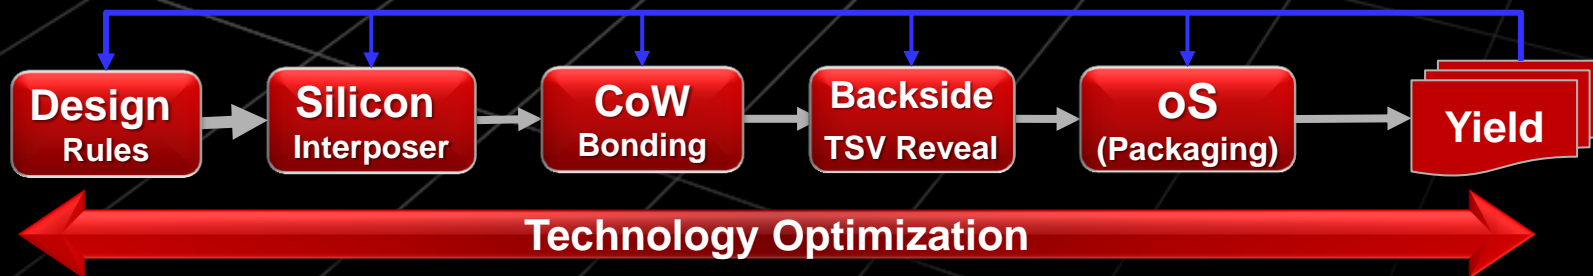 Design
Rules
Silicon
Interposer
CoW
Bonding
Backside
TSV Reveal
oS
(Packaging)
Yield
Technology Optimization